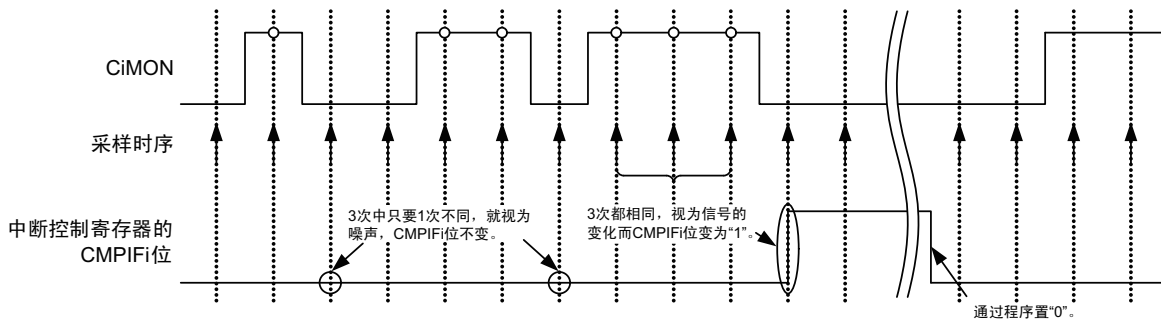 CiMON
采样时序
中断控制寄存器的
CMPIFi位
3次中只要1次不同，就视为
噪声，CMPIFi位不变。
3次都相同，视为信号的
变化而CMPIFi位变为“1”。
通过程序置“0”。